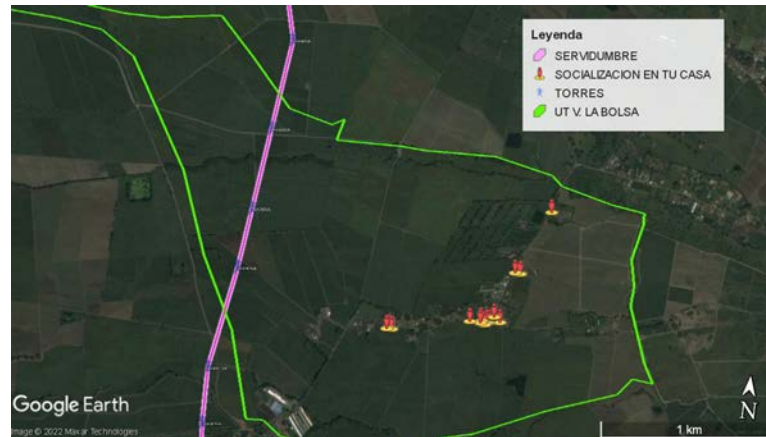 Leyenda
SERVIDUMBRE
SOCIALIZACION EN TU CASA
TORRES
UT V. LA BOLSA
Google Earth
Image © 2022 Maxar Technologies
N
1 km